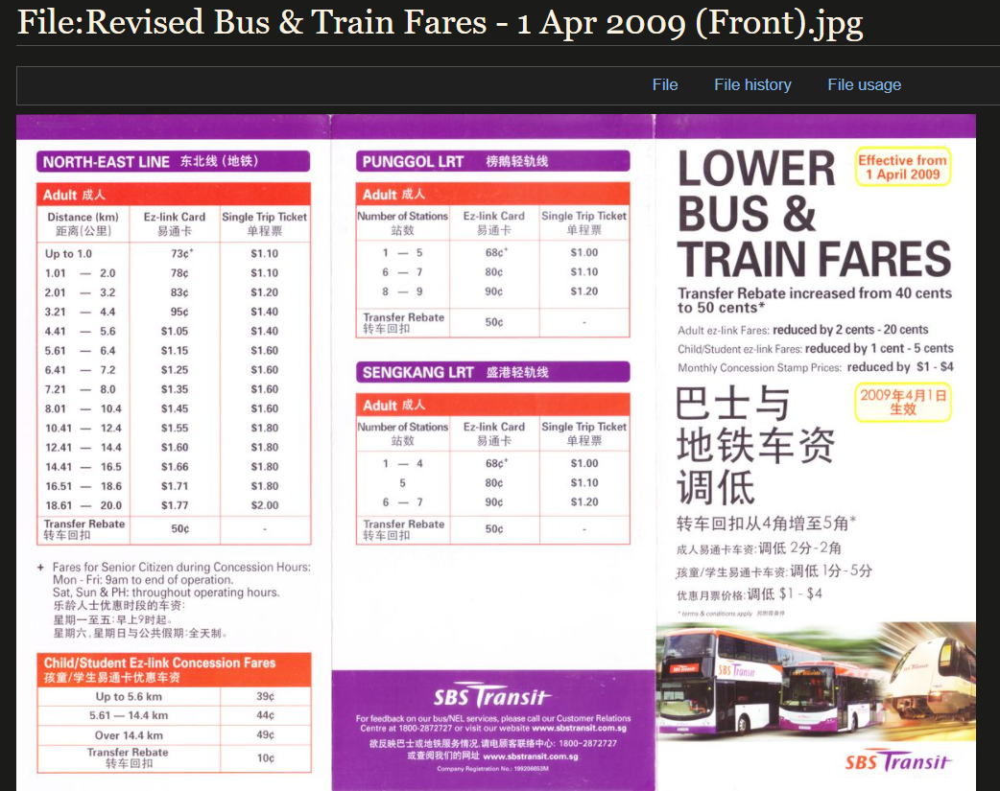 File:Revised Bus & Train Fares - 1 Apr 2009 (Front).jpg
File File history File usage
NORTH-EAST LINE 东北线 (地铁)
Adult 成人
Distance (km) Ez-link Card Single Trip Ticket
距离(公里) 易通卡 单程票
Up to 1.0 73¢+ $1.10
1.01 — 2.0 78¢ $1.10
2.01 — 3.2 83¢ $1.20
3.21 — 4.4 95¢ $1.40
4.41 — 5.6 $1.05 $1.40
5.61 — 6.4 $1.15 $1.60
6.41 — 7.2 $1.25 $1.60
7.21 — 8.0 $1.35 $1.60
8.01 — 10.4 $1.45 $1.60
10.41 — 12.4 $1.55 $1.80
12.41 — 14.4 $1.60 $1.80
14.41 — 16.5 $1.66 $1.80
16.51 — 18.6 $1.71 $1.80
18.61 — 20.0 $1.77 $2.00
Transfer Rebate 50¢ -
转车回扣
+ Fares for Senior Citizen during Concession Hours:
Mon - Fri: 9am to end of operation.
Sat, Sun & PH: throughout operating hours.
乐龄人士优惠时段的车资:
星期一至五:早上9时起。
星期六,星期日与公共假期:全天制。
Child/Student Ez-link Concession Fares
孩童/学生易通卡优惠车资
Up to 5.6 km 39¢
5.61 — 14.4 km 44¢
Over 14.4 km 49¢
Transfer Rebate 10¢
转车回扣
PUNGGOL LRT 榜鹅轻轨线
Adult 成人
Number of Stations Ez-link Card Single Trip Ticket
站数 易通卡 单程票
1 — 5 68¢+ $1.00
6 — 7 80¢ $1.10
8 — 9 90¢ $1.20
Transfer Rebate 50¢ -
转车回扣
SENGKANG LRT 盛港轻轨线
Adult 成人
Number of Stations Ez-link Card Single Trip Ticket
站数 易通卡 单程票
1 — 4 68¢+ $1.00
5 80¢ $1.10
6 — 7 90¢ $1.20
Transfer Rebate 50¢ -
转车回扣
SBS Transit
For feedback on our bus/NEL services, please call our Customer Relations
Centre at 1800-2872727 or visit our website www.sbstransit.com.sg
欲反映巴士或地铁服务情况,请电顾客联络中心: 1800-2872727
或查阅我们的网址 www.sbstransit.com.sg
Company Registration No.: 199206653M
LOWER
BUS &
TRAIN FARES
Effective from
1 April 2009
Transfer Rebate increased from 40 cents
to 50 cents*
Adult ez-link Fares: reduced by 2 cents - 20 cents
Child/Student ez-link Fares: reduced by 1 cent - 5 cents
Monthly Concession Stamp Prices: reduced by $1 - $4
巴士与
地铁车资
调低
2009年4月1日
生效
转车回扣从4角增至5角*
成人易通卡车资:调低 2分-2角
孩童/学生易通卡车资:调低 1分-5分
优惠月票价格:调低 $1 - $4
* terms & conditions apply 另附带条件
SBS Transit
SBS Transit